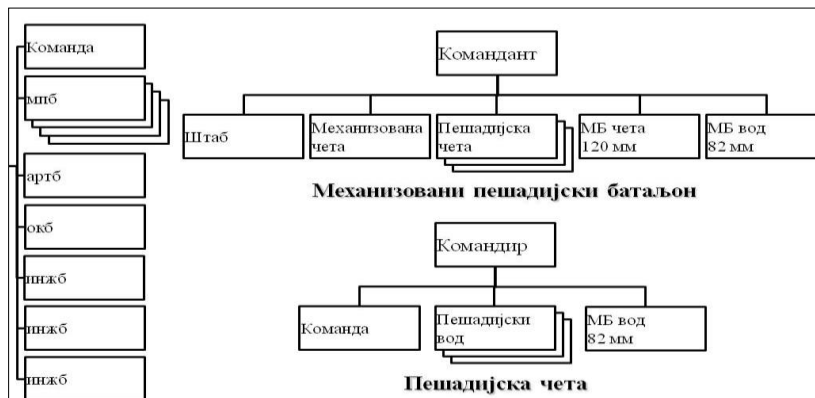 Команда
мпб
артб
окб
инжб
инжб
инжб
Командант
Штаб
Механизована
чета
Пешадијска
чета
МБ чета
120 мм
МБ вод
82 мм
Механизовани пешадијски батаљон
Командир
Команда
Пешадијски
вод
МБ вод
82 мм
Пешадијска чета